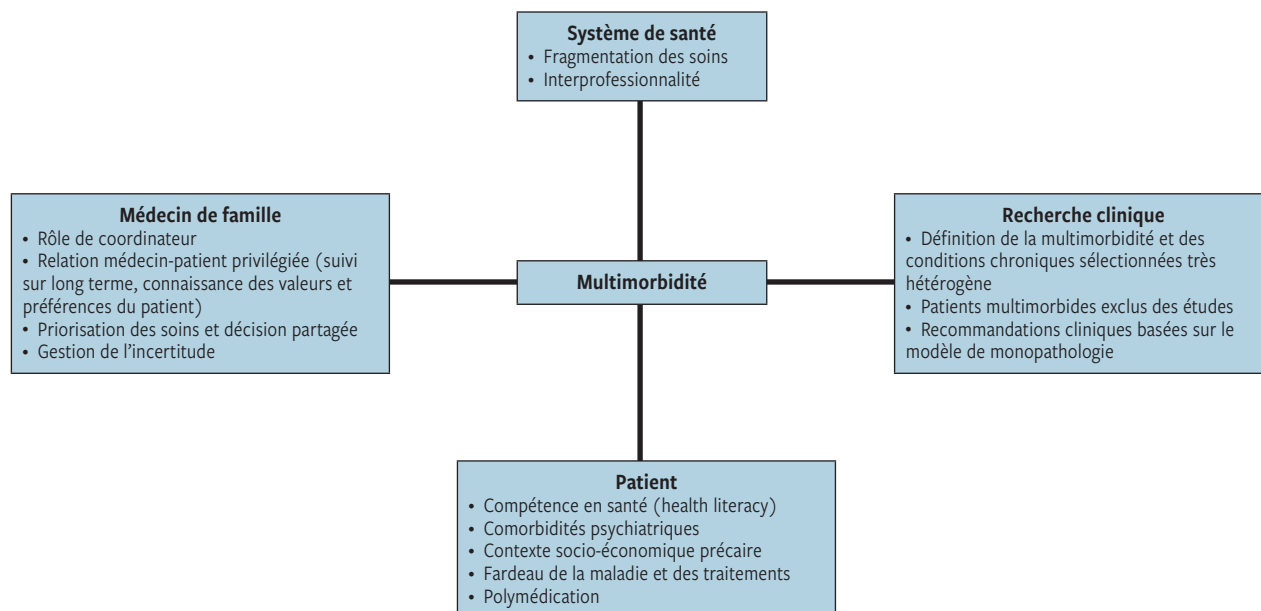 Système de santé
• Fragmentation des soins
• Interprofessionnalité
Médecin de famille
• Rôle de coordinateur
• Relation médecin-patient privilégiée (suivi
sur long terme, connaissance des valeurs et
préférences du patient)
• Priorisation des soins et décision partagée
• Gestion de l’incertitude
Multimorbidité
Recherche clinique
• Définition de la multimorbidité et des
conditions chroniques sélectionnées très
hétérogène
• Patients multimorbides exclus des études
• Recommandations cliniques basées sur le
modèle de monopathologie
Patient
• Compétence en santé (health literacy)
• Comorbidités psychiatriques
• Contexte socio-économique précaire
• Fardeau de la maladie et des traitements
• Polymédication